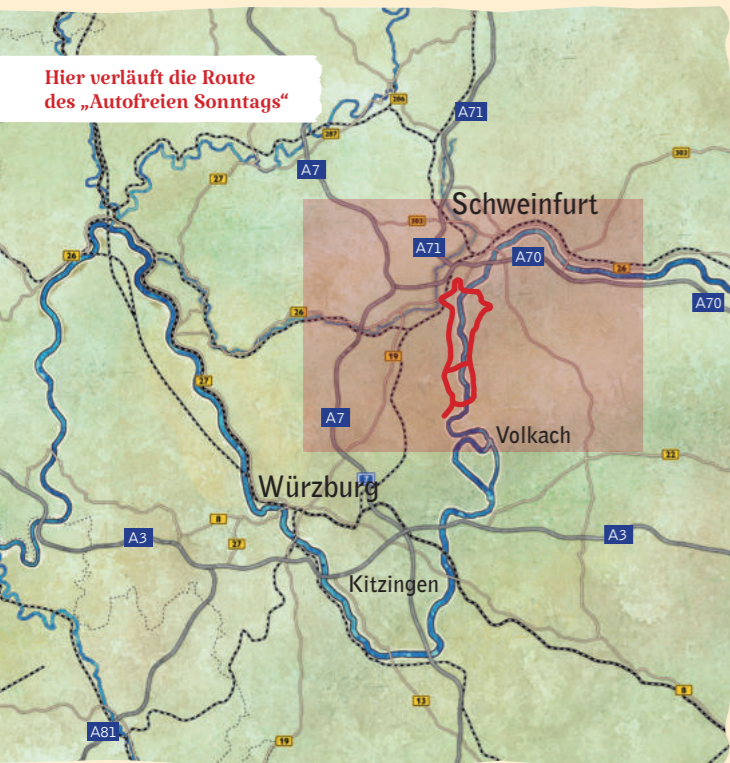 Hier verläuft die Route
des „Autofreien Sonntags“
286
A71
287
A7
303
27
Schweinfurt
303
A71
A70
26
26
A70
26
19
27
A7
Volkach
22
Würzburg
8
A3
27
A3
Kitzingen
8
13
A81
19